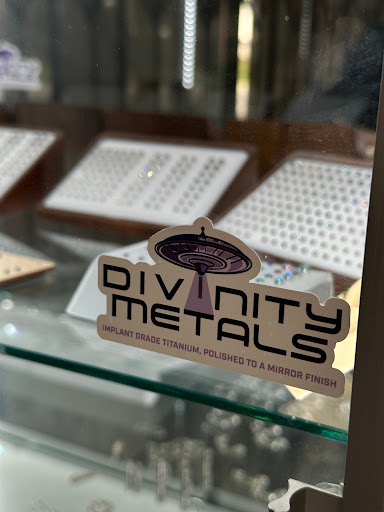 DIVINITY
METALS
IMPLANT GRADE TITANIUM, POLISHED TO A MIRROR FINISH